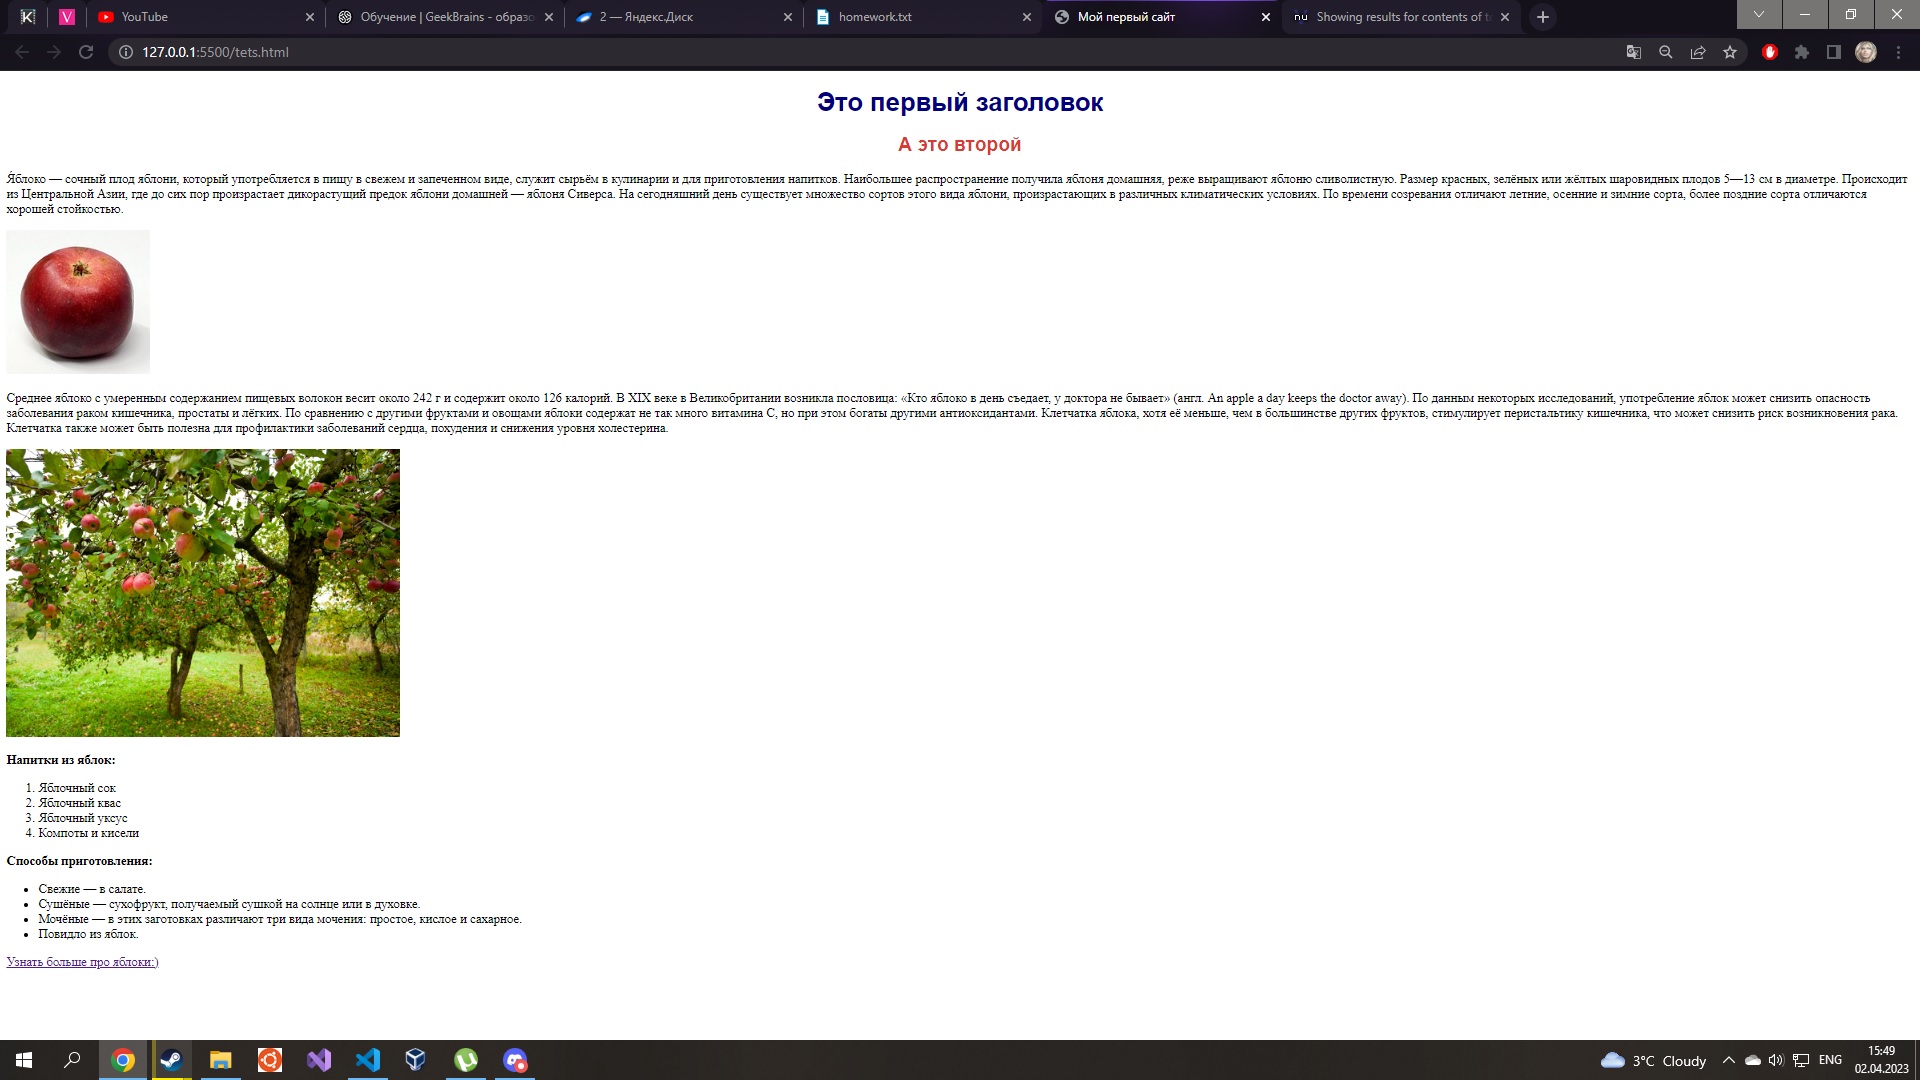 YouTube
Обучение | GeekBrains - образо
2 — Яндекс.Диск
homework.txt
Мой первый сайт
Showing results for contents of te
127.0.0.1:5500/tets.html
Это первый заголовок
А это второй
Я́блоко — сочный плод яблони, который употребляется в пищу в свежем и запеченном виде, служит сырьём в кулинарии и для приготовления напитков. Наибольшее распространение получила яблоня домашняя, реже выращивают яблоню сливолистную. Размер красных, зелёных или жёлтых шаровидных плодов 5—13 см в диаметре. Происходит
из Центральной Азии, где до сих пор произрастает дикорастущий предок яблони домашней — яблоня Сиверса. На сегодняшний день существует множество сортов этого вида яблони, произрастающих в различных климатических условиях. По времени созревания отличают летние, осенние и зимние сорта, более поздние сорта отличаются
хорошей стойкостью.
Среднее яблоко с умеренным содержанием пищевых волокон весит около 242 г и содержит около 126 калорий. В XIX веке в Великобритании возникла пословица: «Кто яблоко в день съедает, у доктора не бывает» (англ. An apple a day keeps the doctor away). По данным некоторых исследований, употребление яблок может снизить опасность
заболевания раком кишечника, простаты и лёгких. По сравнению с другими фруктами и овощами яблоки содержат не так много витамина С, но при этом богаты другими антиоксидантами. Клетчатка яблока, хотя её меньше, чем в большинстве других фруктов, стимулирует перистальтику кишечника, что может снизить риск возникновения рака.
Клетчатка также может быть полезна для профилактики заболеваний сердца, похудения и снижения уровня холестерина.
Напитки из яблок:
1. Яблочный сок
2. Яблочный квас
3. Яблочный уксус
4. Компоты и кисели
Способы приготовления:
• Свежие — в салате.
• Сушёные — сухофрукт, получаемый сушкой на солнце или в духовке.
• Мочёные — в этих заготовках различают три вида мочения: простое, кислое и сахарное.
• Повидло из яблок.
Узнать больше про яблоки:)
3°C Cloudy
ENG
15:49
02.04.2023